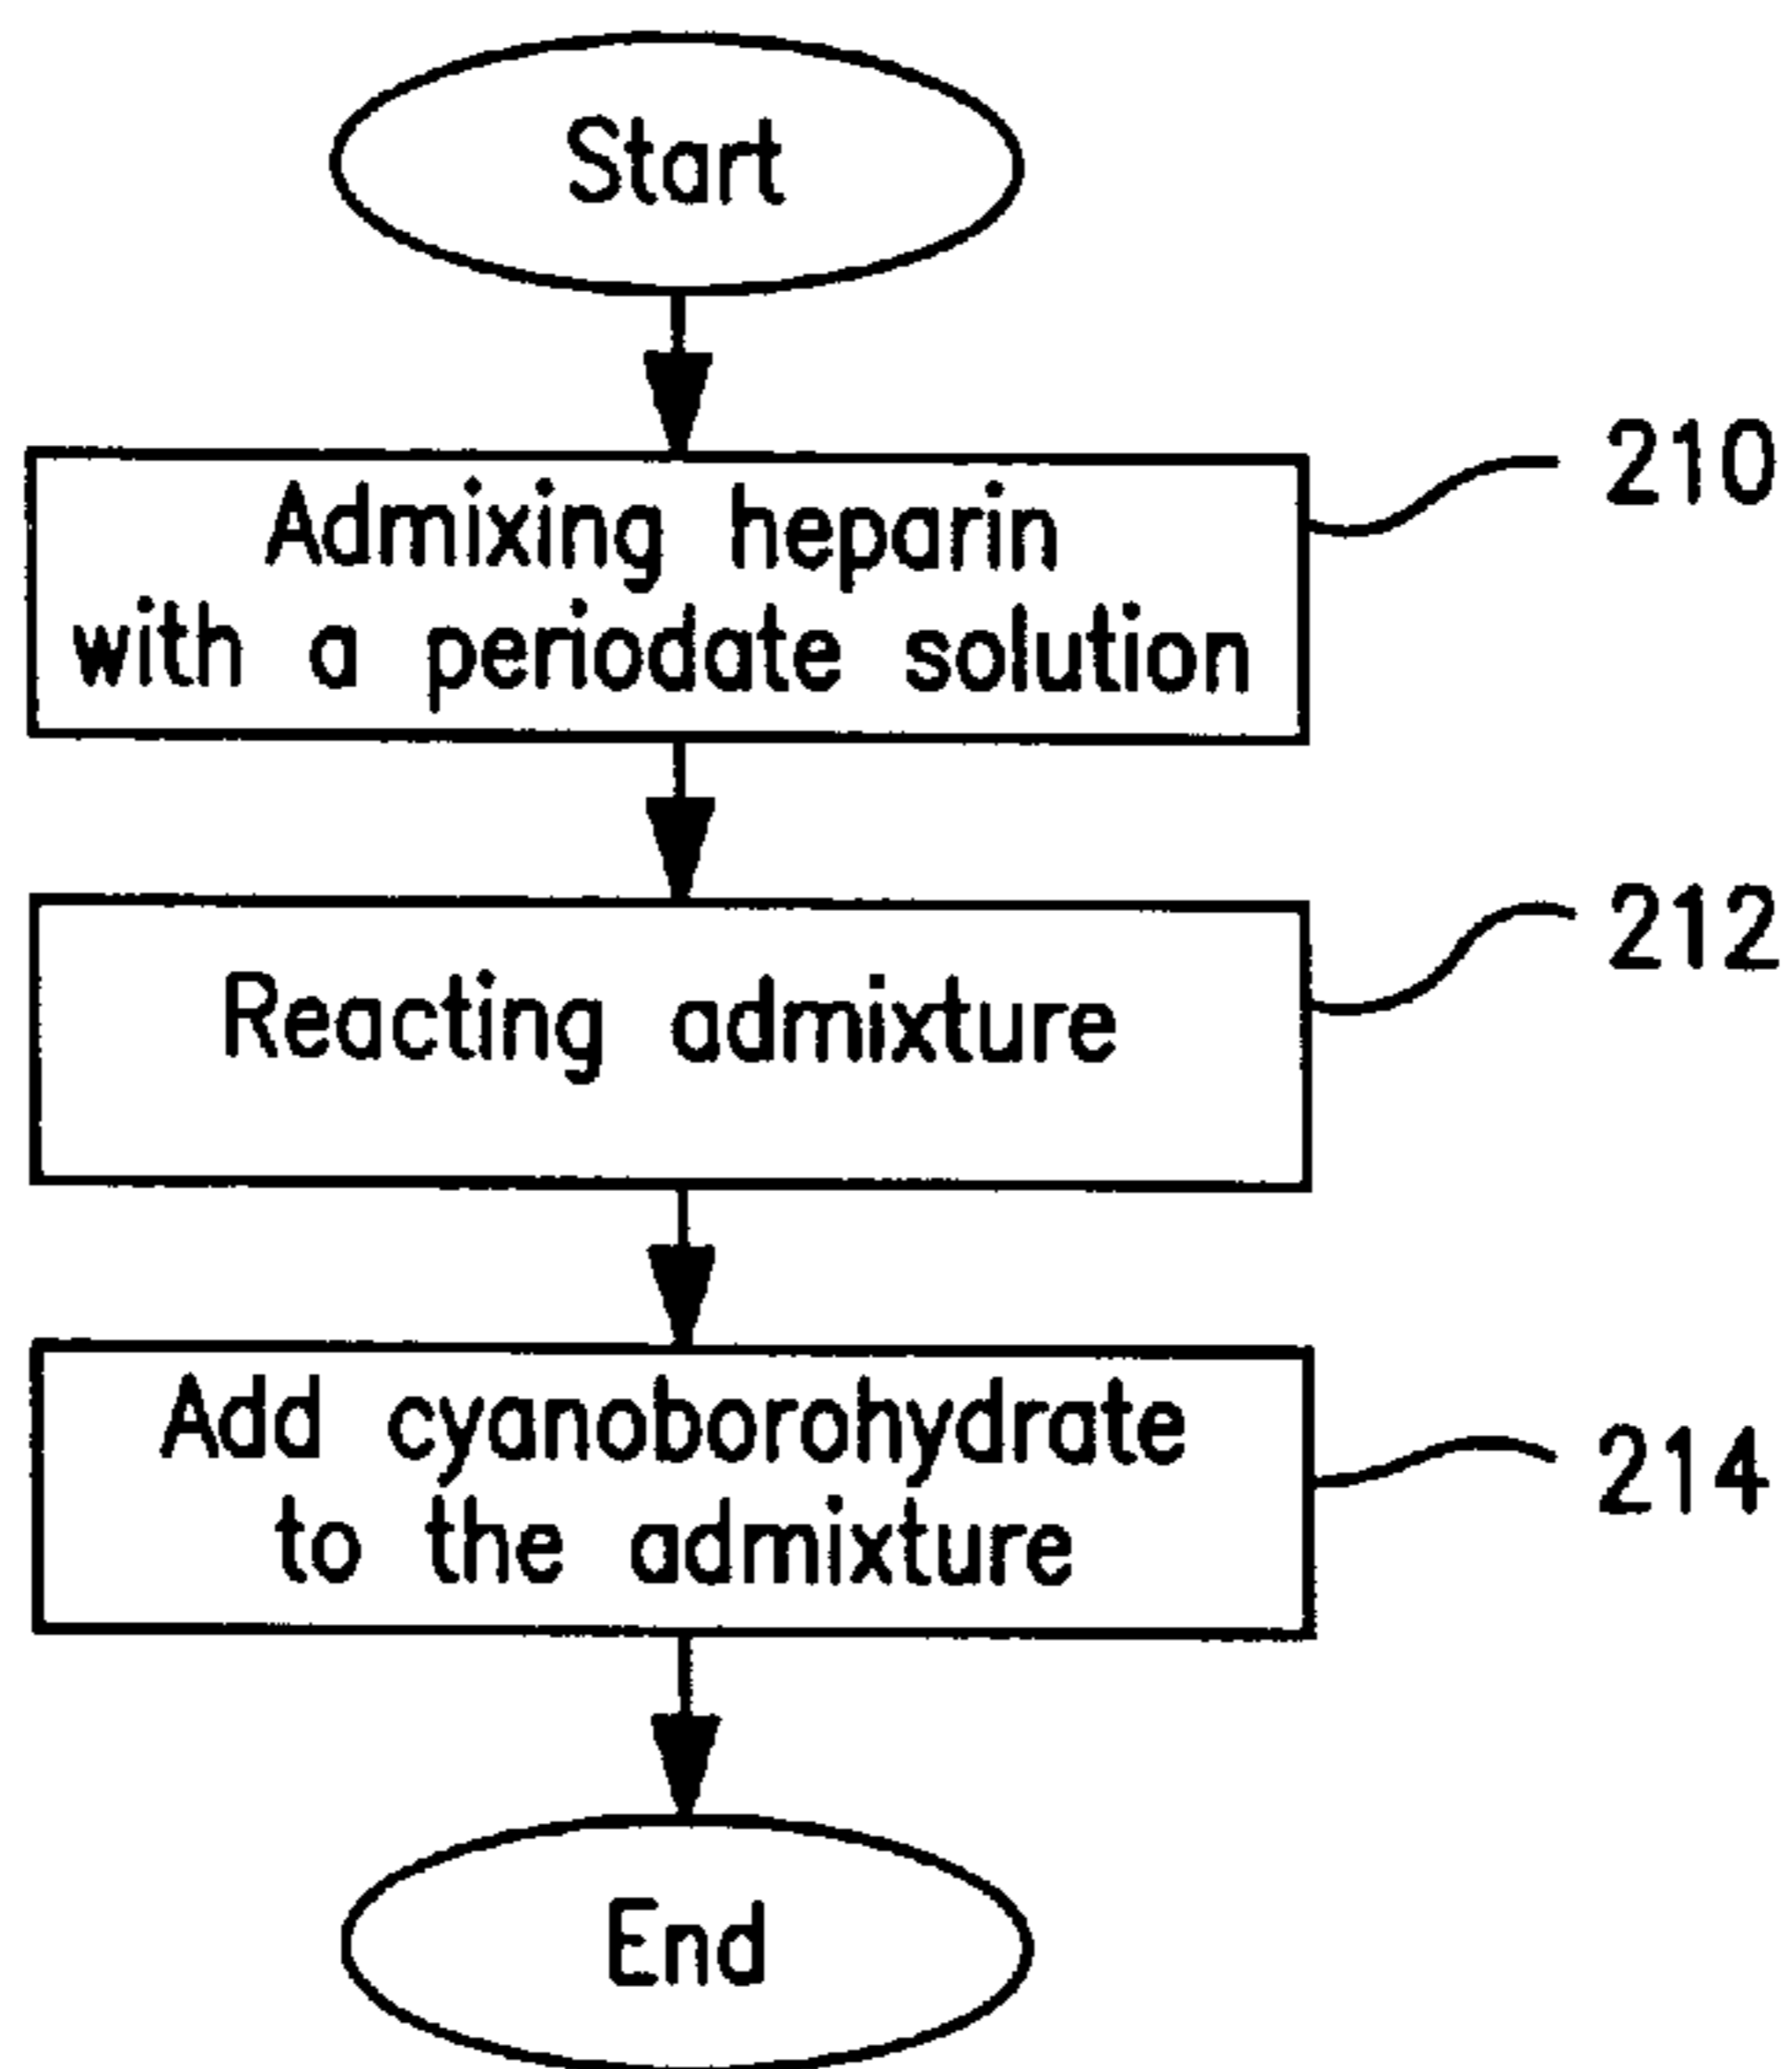 Start
210
Admixing heparin
with a periodate solution
212
Reacting admixture
Add cyanoborohydrate
214
to the admixture
End